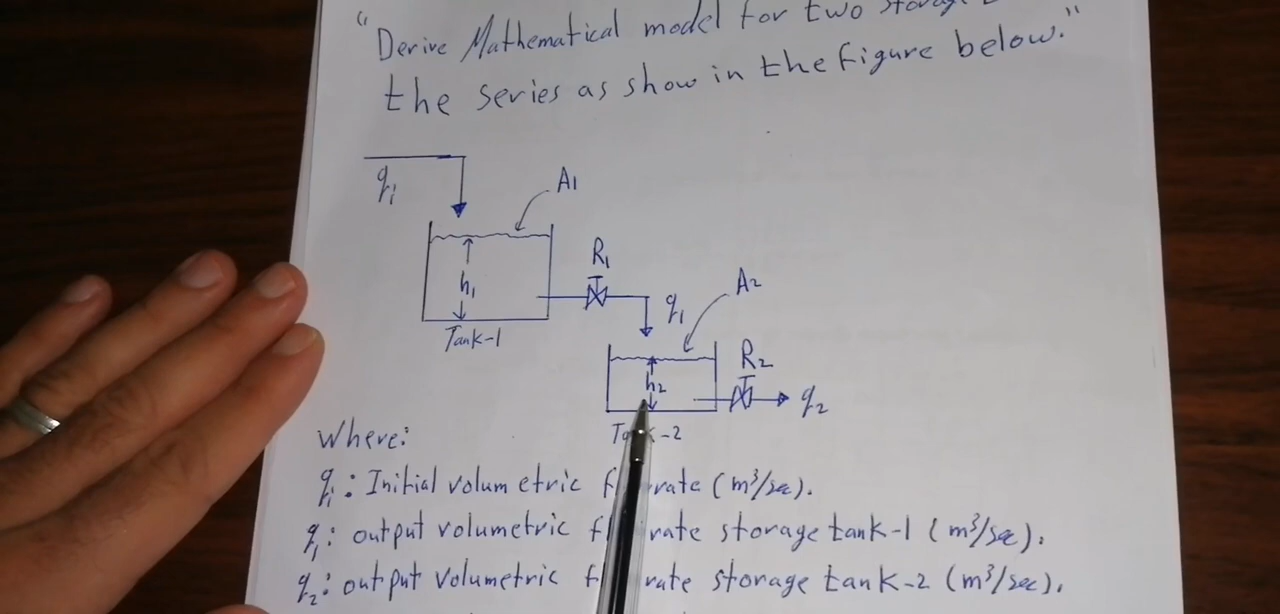 "Derive Mathematical model for two storage
the series as show in the figure below."
qi
A1
h1
R1
Tank-1
q1
A2
h2
R2
q2
Where:
qi: Initial volumetric rate (m³/sec).
q1: output volumetric rate storage tank-1 (m³/sec).
q2: output volumetric rate storage tank-2 (m³/sec).